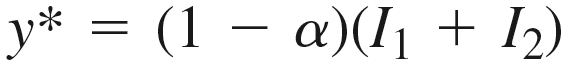 y* = (1 − α)(I₁ + I₂)